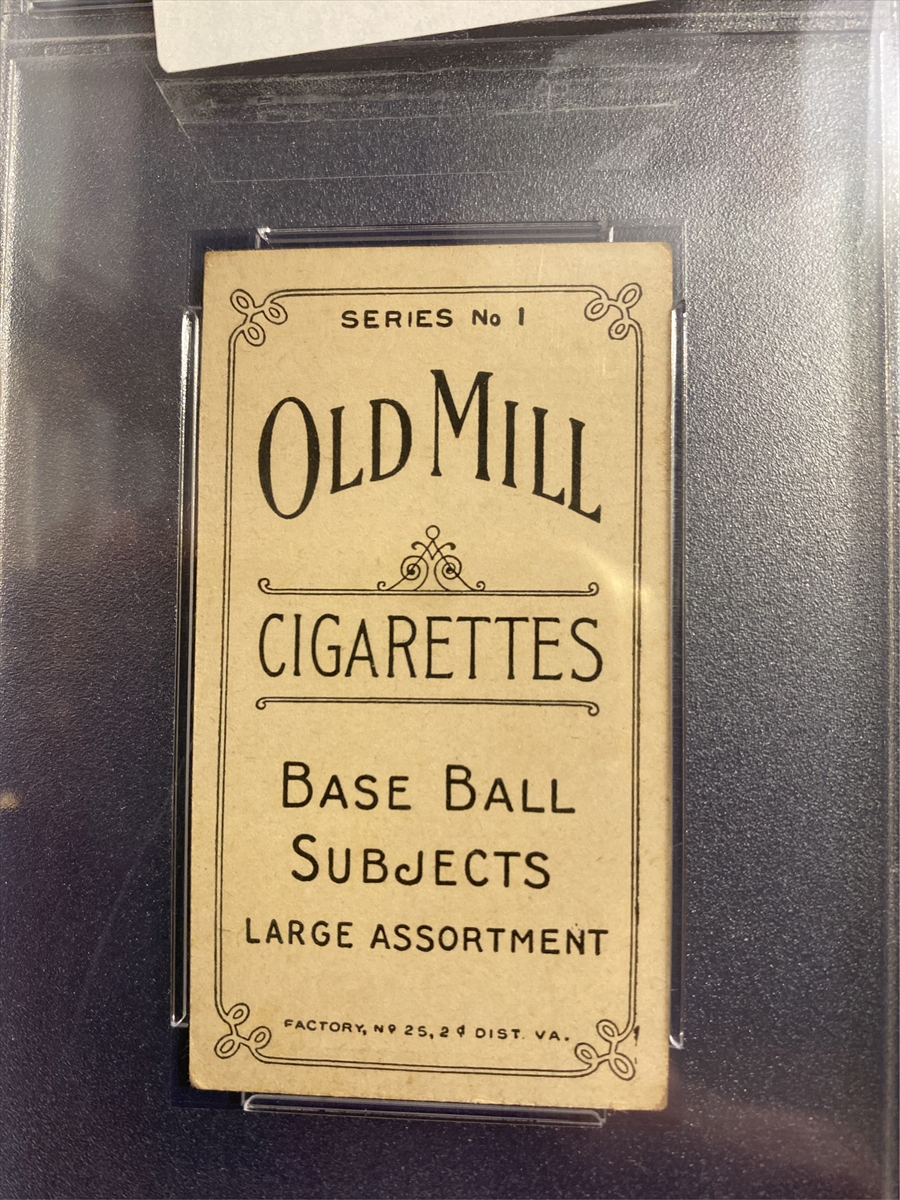 SERIES No 1
OLD MILL
CIGARETTES
BASE BALL
SUBJECTS
LARGE ASSORTMENT
FACTORY, Nº 25, 2d DIST. VA.